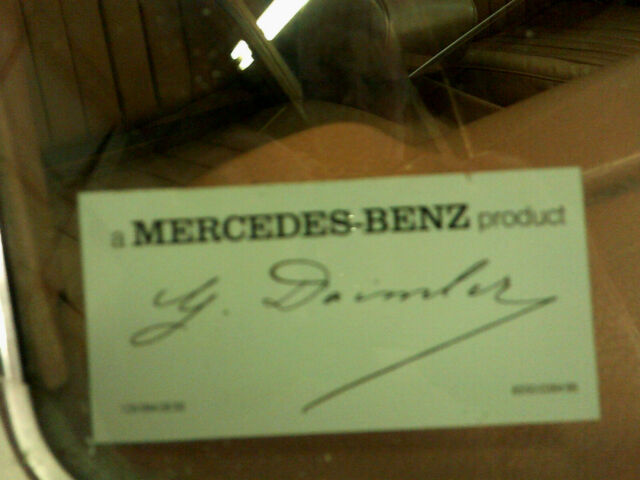 a MERCEDES-BENZ product
G. Daimler